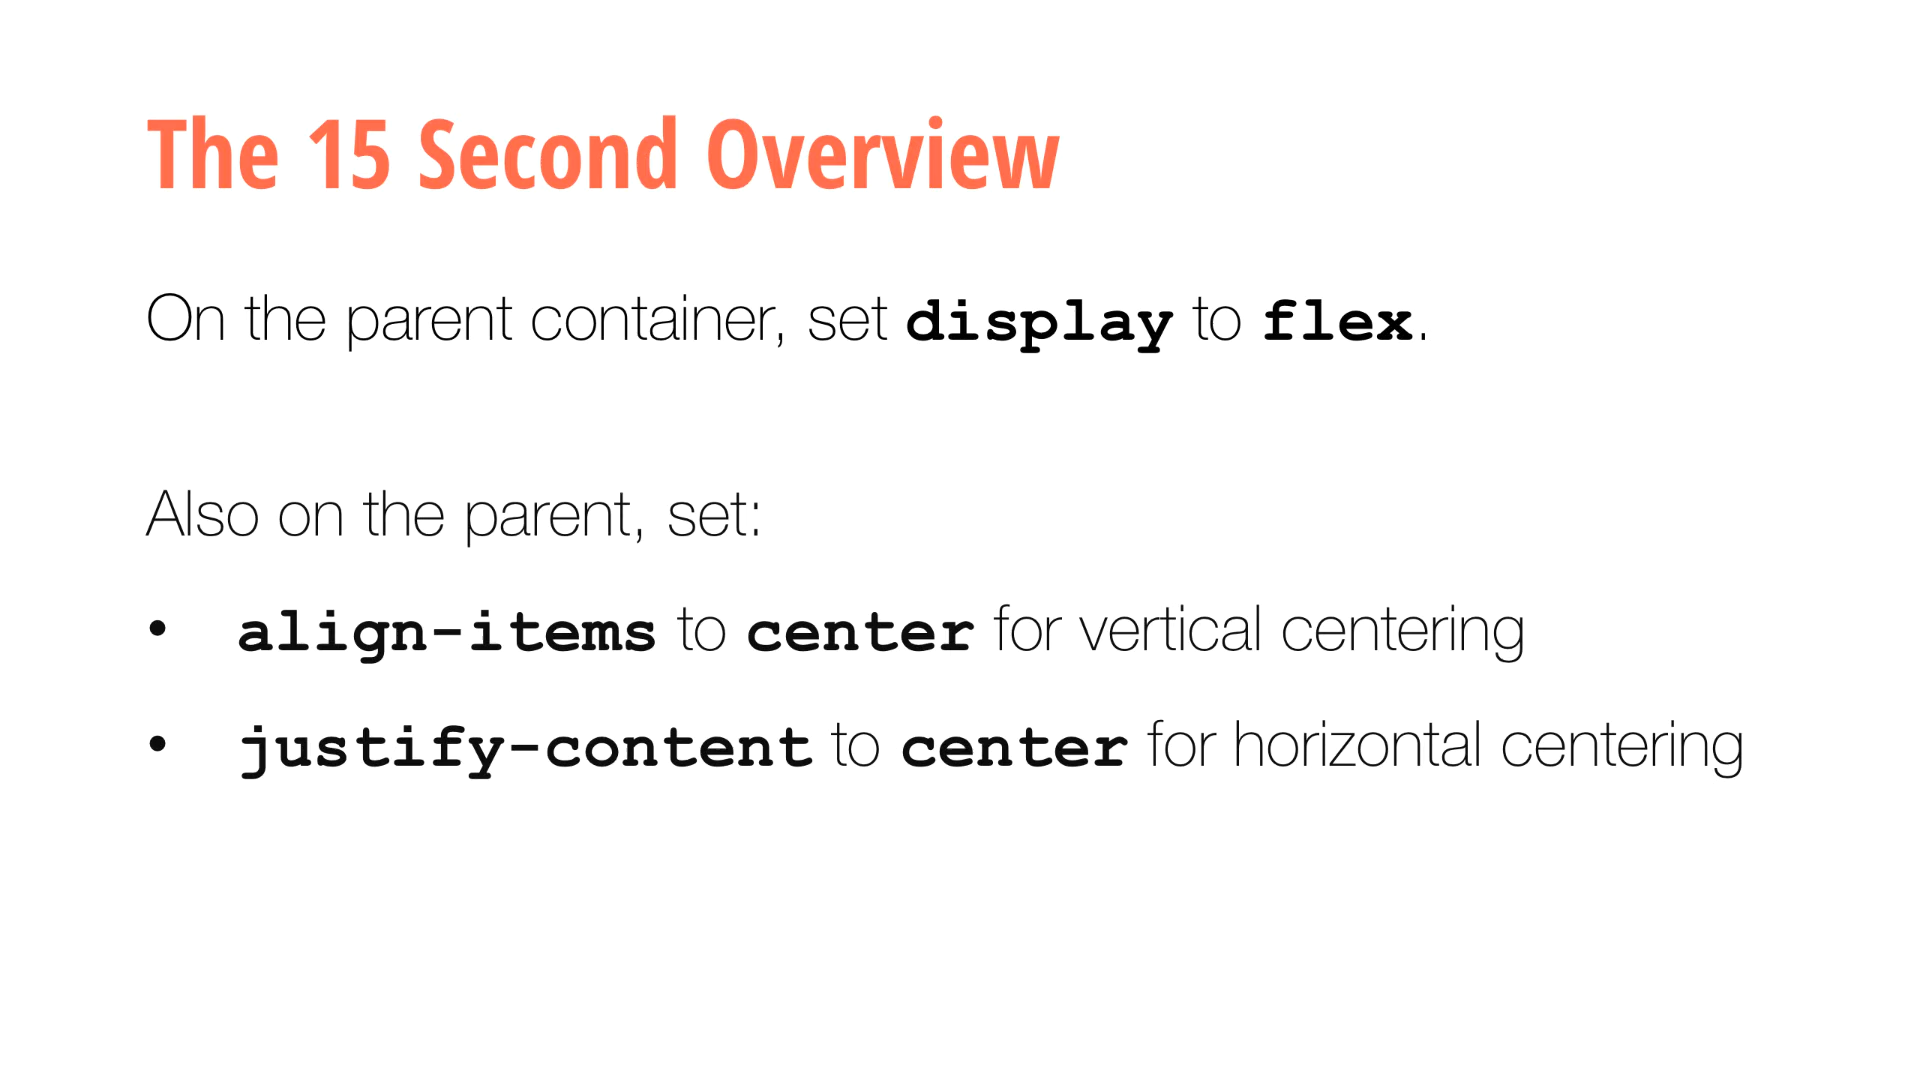 The 15 Second Overview
On the parent container, set display to flex.
Also on the parent, set:
• align-items to center for vertical centering
• justify-content to center for horizontal centering